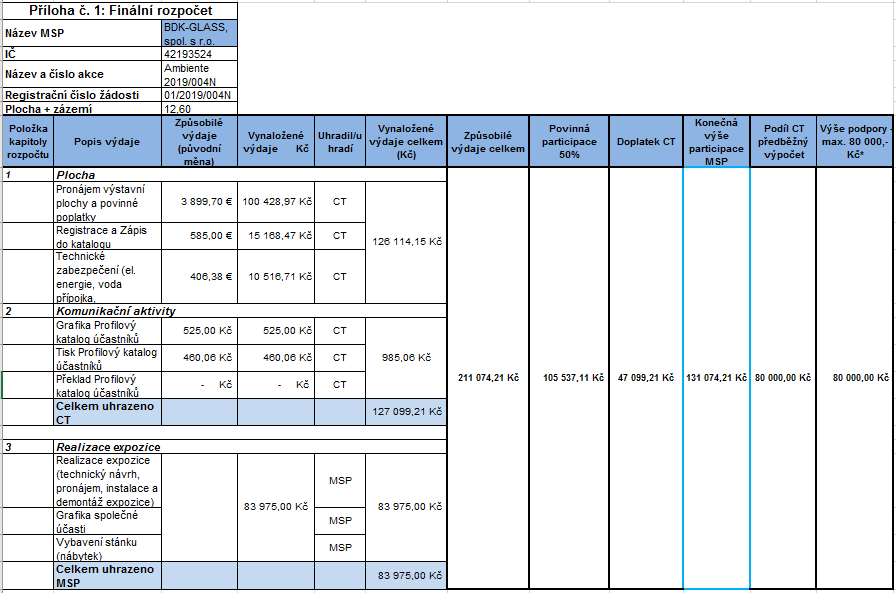 Příloha č. 1: Finální rozpočet
Název MSP
BDK-GLASS,
spol. s r.o.
IČ
42193524
Název a číslo akce
Ambiente
2019/004N
Registrační číslo žádosti
01/2019/004N
Plocha + zázemí
12,60
Položka
kapitoly
rozpočtu
Popis výdaje
Způsobilé
výdaje
(původní
měna)
Vynaložené
výdaje Kč
Uhradil/u
hradí
Vynaložené
výdaje celkem
(Kč)
Způsobilé
výdaje celkem
Povinná
participace
50%
Doplatek CT
Konečná
výše
participace
MSP
Podíl CT
předběžný
výpočet
Výše podpory -
max. 80 000,-
Kč*
1 Plocha
Pronájem výstavní
plochy a povinné
poplatky
3 899,70 € 100 428,97 Kč CT
Registrace a Zápis
do katalogu
585,00 € 15 168,47 Kč CT
126 114,15 Kč
Technické
zabezpečení (el.
energie, voda
přípojka,
406,38 € 10 516,71 Kč CT
2 Komunikační aktivity
Grafika Profilový
katalog účastníků
525,00 Kč 525,00 Kč CT
Tisk Profilový katalog
účastníků
460,06 Kč 460,06 Kč CT
985,06 Kč
Překlad Profilový
katalog účastníků
- Kč - Kč CT
211 074,21 Kč 105 537,11 Kč 47 099,21 Kč 131 074,21 Kč 80 000,00 Kč 80 000,00 Kč
Celkem uhrazeno
CT
127 099,21 Kč
3 Realizace expozice
Realizace expozice
(technický návrh,
pronájem, instalace a
demontáž expozice)
MSP
83 975,00 Kč 83 975,00 Kč
Grafika společné
účasti
MSP
Vybavení stánku
(nábytek)
MSP
Celkem uhrazeno
MSP
83 975,00 Kč